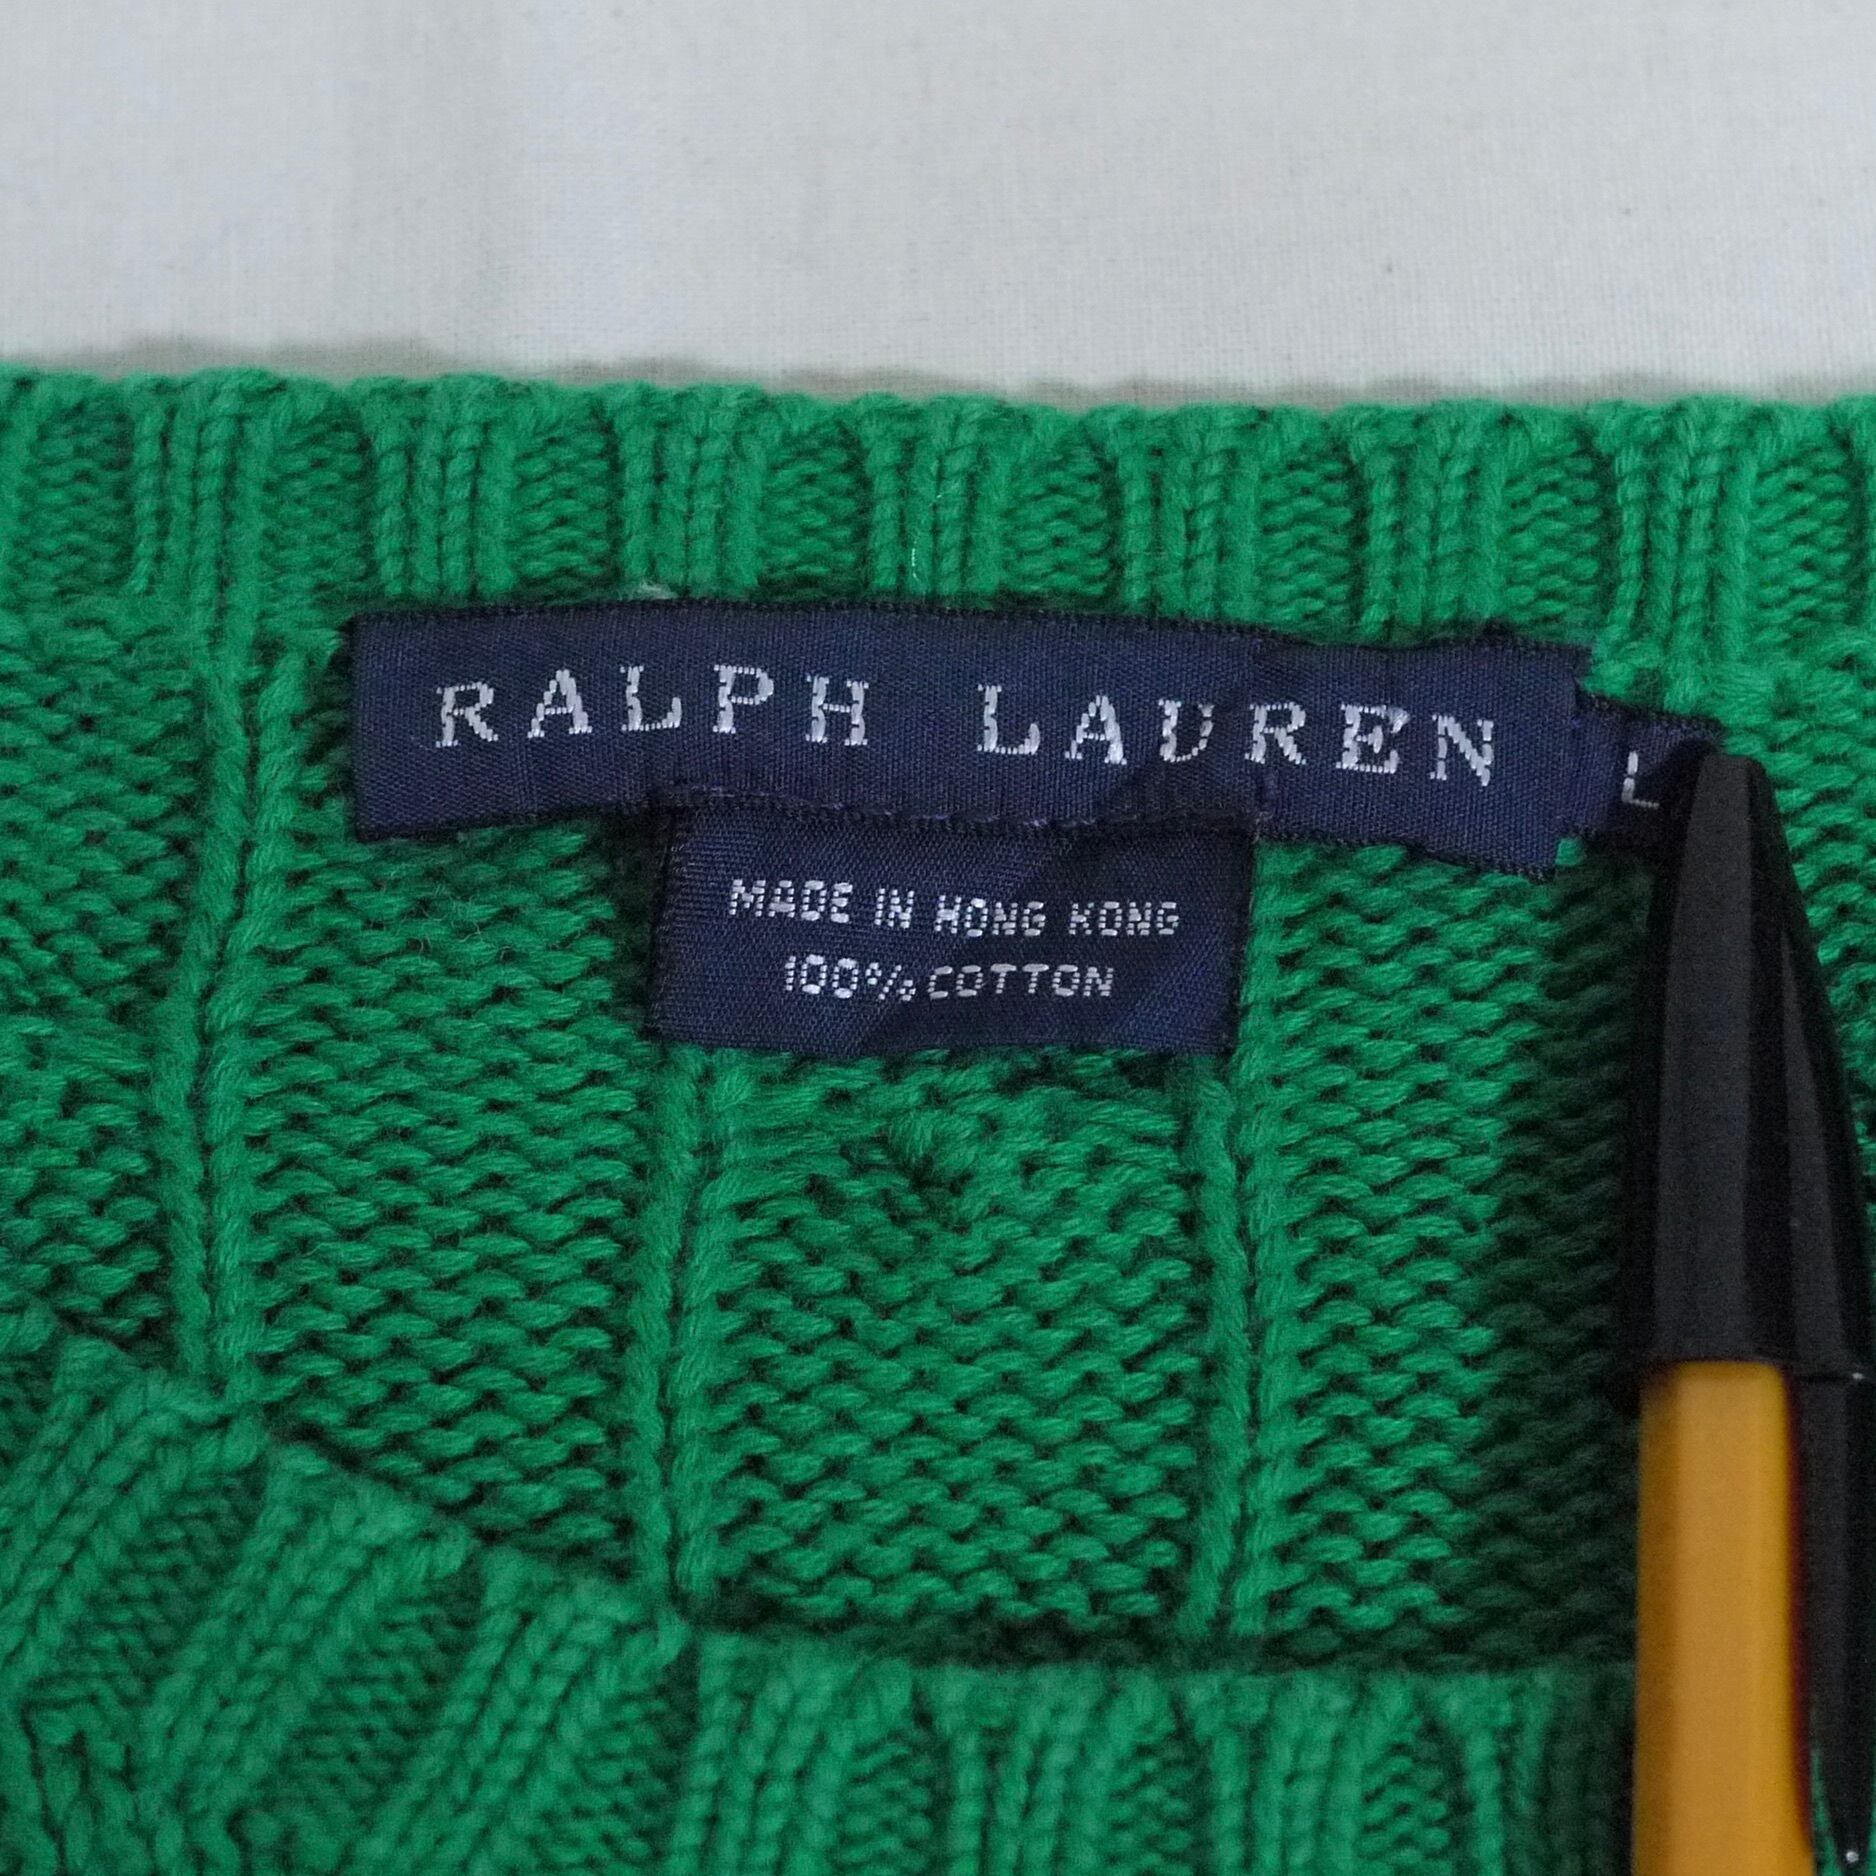 RALPH LAUREN
L
MADE IN HONG KONG
100% COTTON